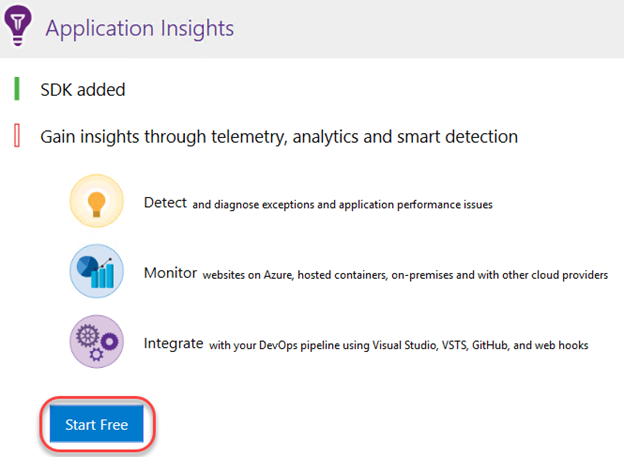 Application Insights
SDK added
Gain insights through telemetry, analytics and smart detection
Detect and diagnose exceptions and application performance issues
Monitor websites on Azure, hosted containers, on-premises and with other cloud providers
Integrate with your DevOps pipeline using Visual Studio, VSTS, GitHub, and web hooks
Start Free